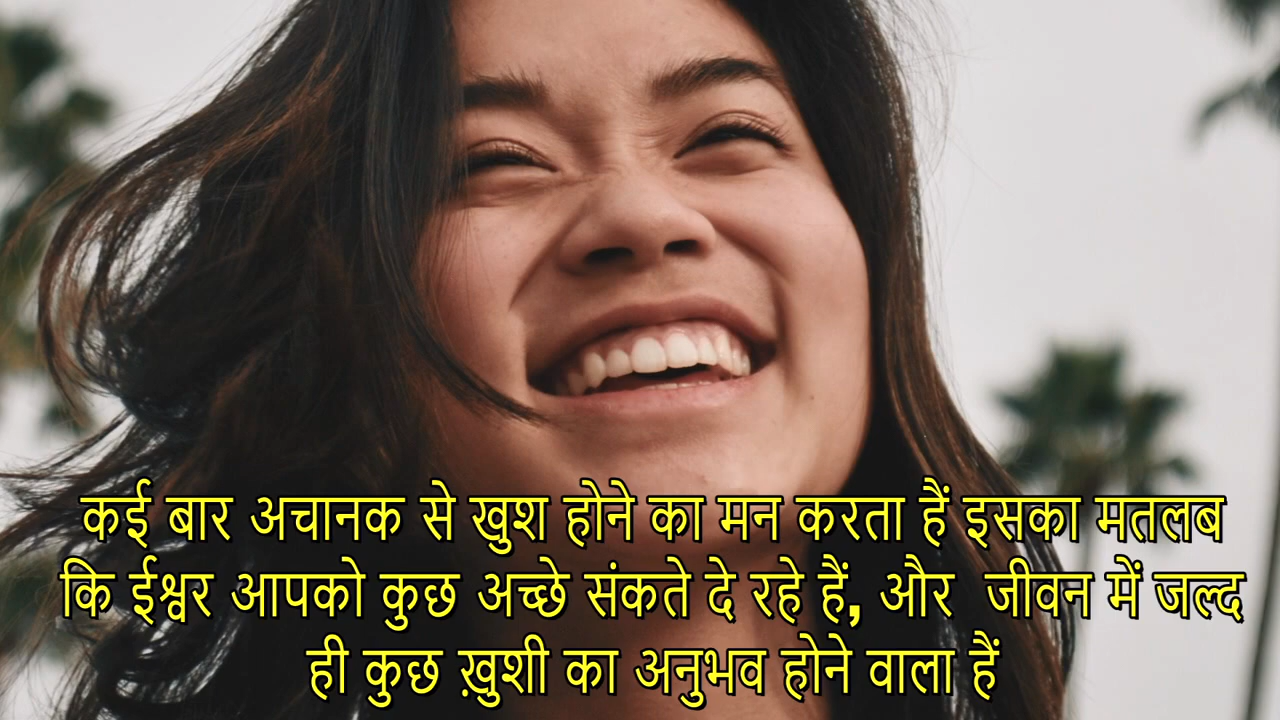 कई बार अचानक से खुश होने का मन करता हैं इसका मतलब
कि ईश्वर आपको कुछ अच्छे संकते दे रहे हैं, और  जीवन में जल्द
ही कुछ ख़ुशी का अनुभव होने वाला हैं